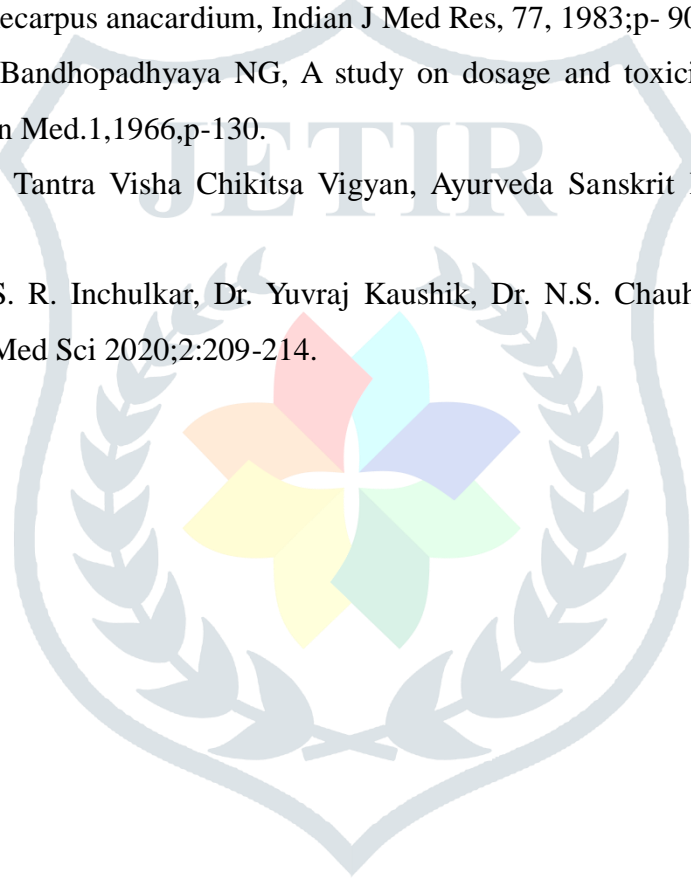 ecarpus anacardium, Indian J Med Res, 77, 1983;p- 90
Bandhopadhyaya NG, A study on dosage and toxici
n Med.1,1966,p-130.
JETIR
Tantra Visha Chikitsa Vigyan, Ayurveda Sanskrit
S. R. Inchulkar, Dr. Yuvraj Kaushik, Dr. N.S. Chauh
Med Sci 2020;2:209-214.